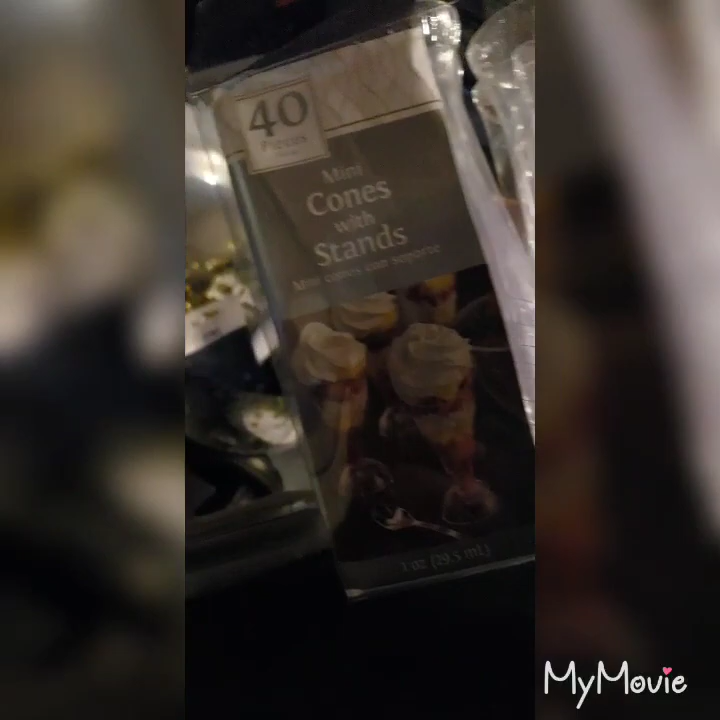 40
Pieces
Mini
Cones
with
Stands
Mini conos con soporte
1 oz (29.5 mL)
MyMovie